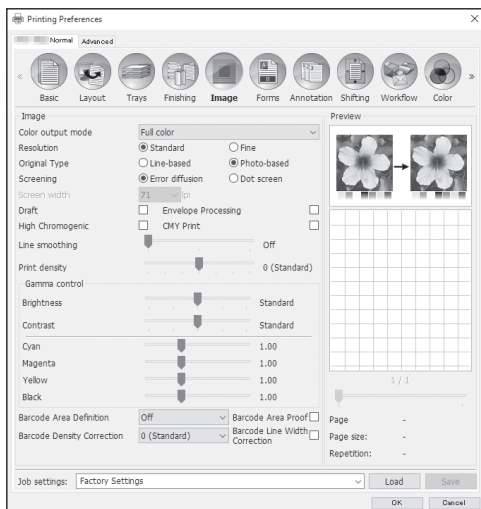 Printing Preferences
Normal Advanced
« Basic Layout Trays Finishing Image Forms Annotation Shifting Workflow Color »
Image
Color output mode Full color
Resolution Standard Fine
Original Type Line-based Photo-based
Screening Error diffusion Dot screen
Screen width 71 lpi
Draft Envelope Processing
High Chromogenic CMY Print
Line smoothing Off
Print density 0 (Standard)
Gamma control
Brightness Standard
Contrast Standard
Cyan 1.00
Magenta 1.00
Yellow 1.00
Black 1.00
Barcode Area Definition Off Barcode Area Proof
Barcode Density Correction 0 (Standard) Barcode Line Width
Correction
Preview
1 / 1
Page -
Page size: -
Repetition: -
Job settings: Factory Settings Load Save
OK Cancel